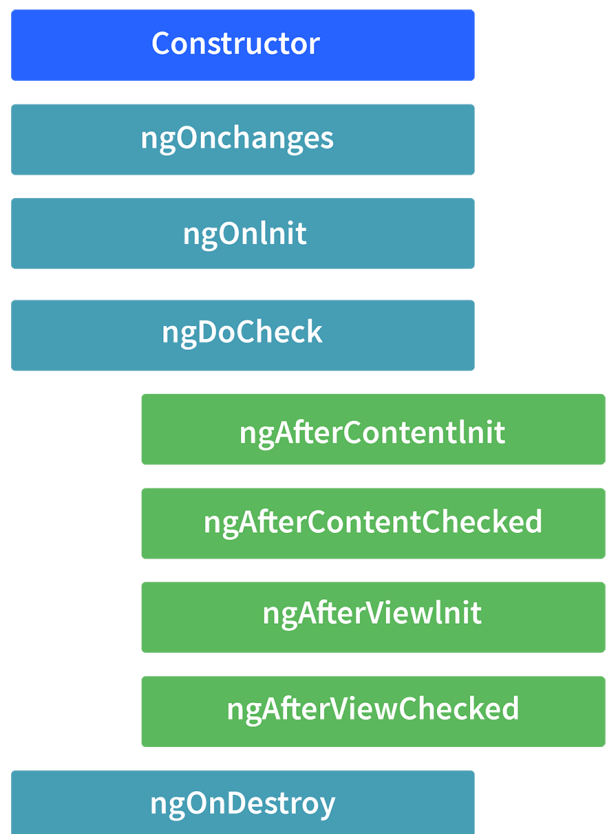 Constructor
ngOnchanges
ngOnInit
ngDoCheck
ngAfterContentInit
ngAfterContentChecked
ngAfterViewInit
ngAfterViewChecked
ngOnDestroy